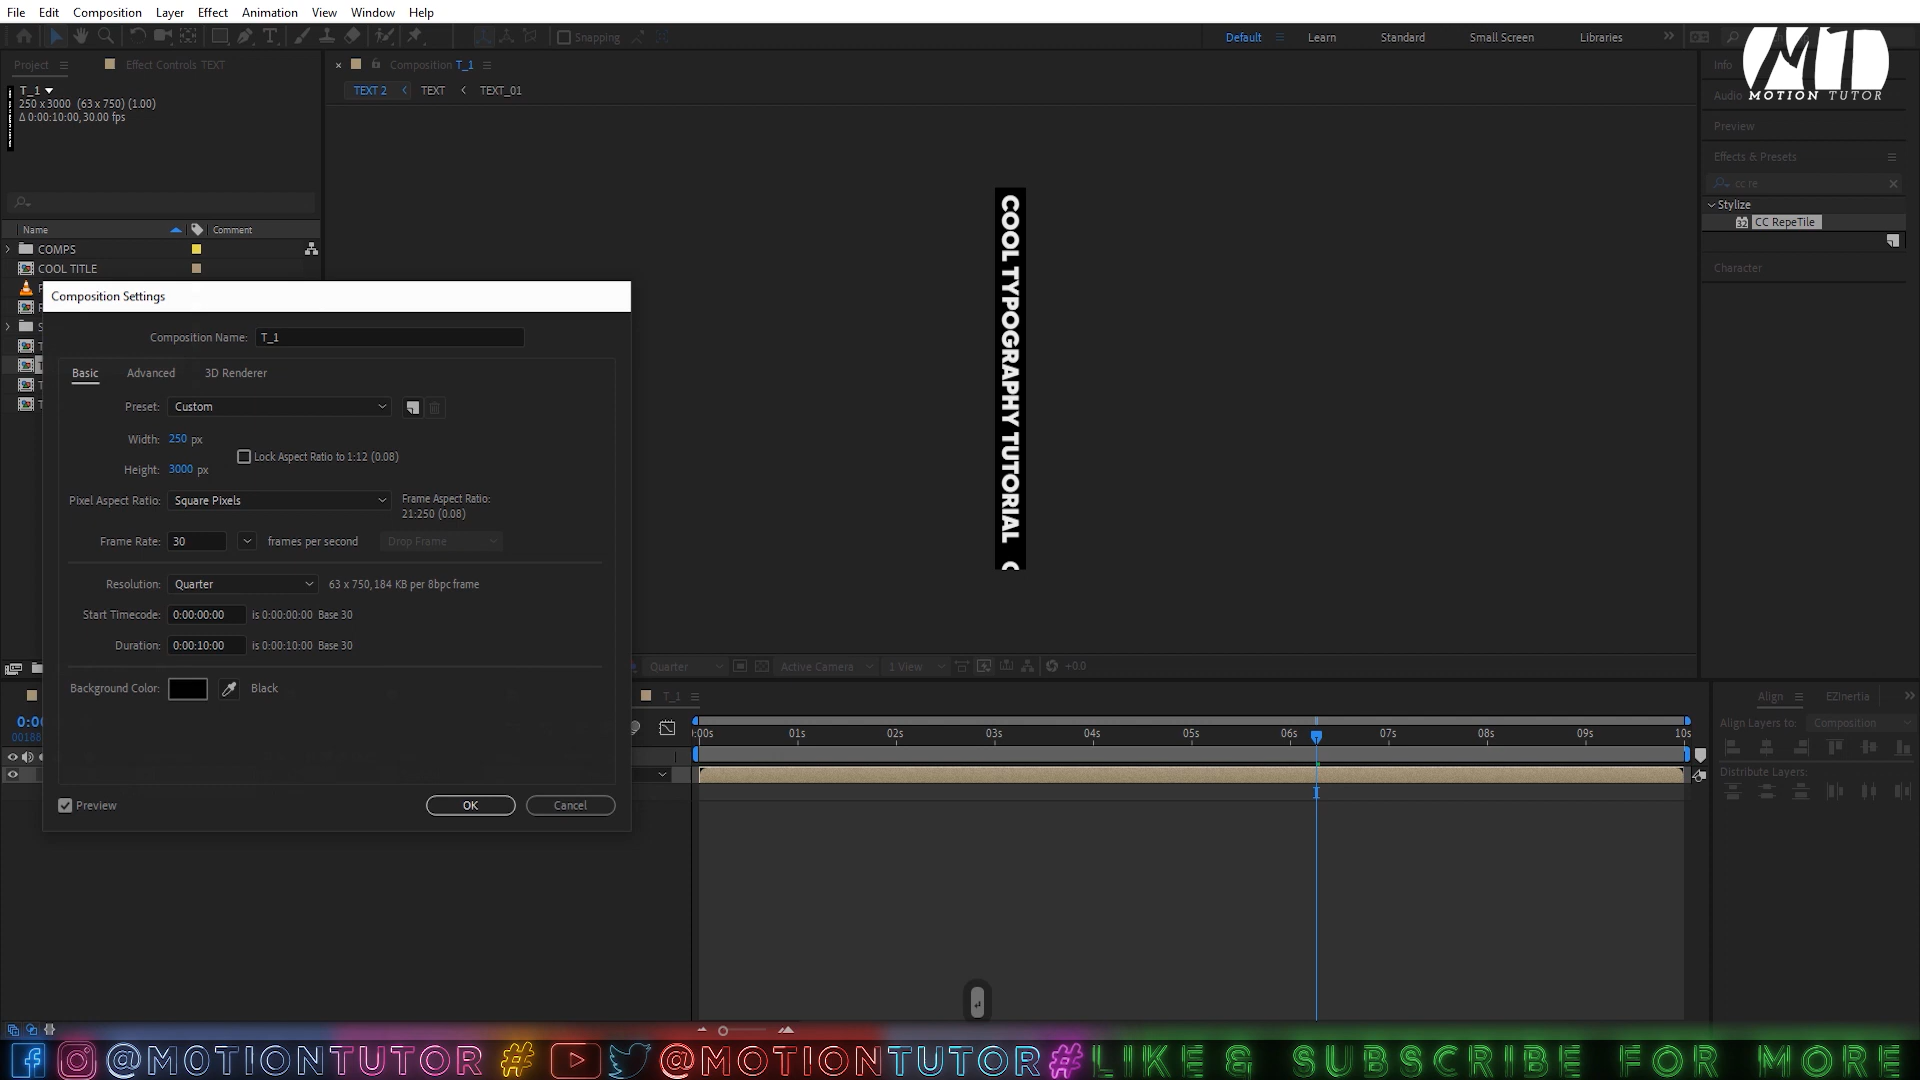 File Edit Composition Layer Effect Animation View Window Help
Snapping
Default Learn Standard Small Screen Libraries
MT
MOTION TUTOR
Project
Effect Controls TEXT
Composition T_1
TEXT 2 TEXT TEXT_01
T_1
250 x 3000 (63 x 750) (1.00)
Δ 0:00:10:00, 30.00 fps
Name Comment
COMPS
COOL TITLE
Composition Settings
Composition Name: T_1
Basic Advanced 3D Renderer
Preset: Custom
Width: 250 px
Lock Aspect Ratio to 1:12 (0.08)
Height: 3000 px
Pixel Aspect Ratio: Square Pixels
Frame Aspect Ratio:
21:250 (0.08)
Frame Rate: 30 frames per second Drop Frame
Resolution: Quarter 63 x 750, 184 KB per 8bpc frame
Start Timecode: 0:00:00:00 is 0:00:00:00 Base 30
Duration: 0:00:10:00 is 0:00:10:00 Base 30
Background Color: Black
Preview OK Cancel
COOL TYPOGRAPHY TUTORIAL
Info
Audio
Preview
Effects & Presets
cc re
Stylize
32 CC RepeTile
Character
Quarter Active Camera 1 View +0.0
T_1
:00s 01s 02s 03s 04s 05s 06s 07s 08s 09s 10s
Align EZInertia
Align Layers to: Composition
Distribute Layers:
@MOTIONTUTOR # @MOTIONTUTOR # LIKE & SUBSCRIBE FOR MORE